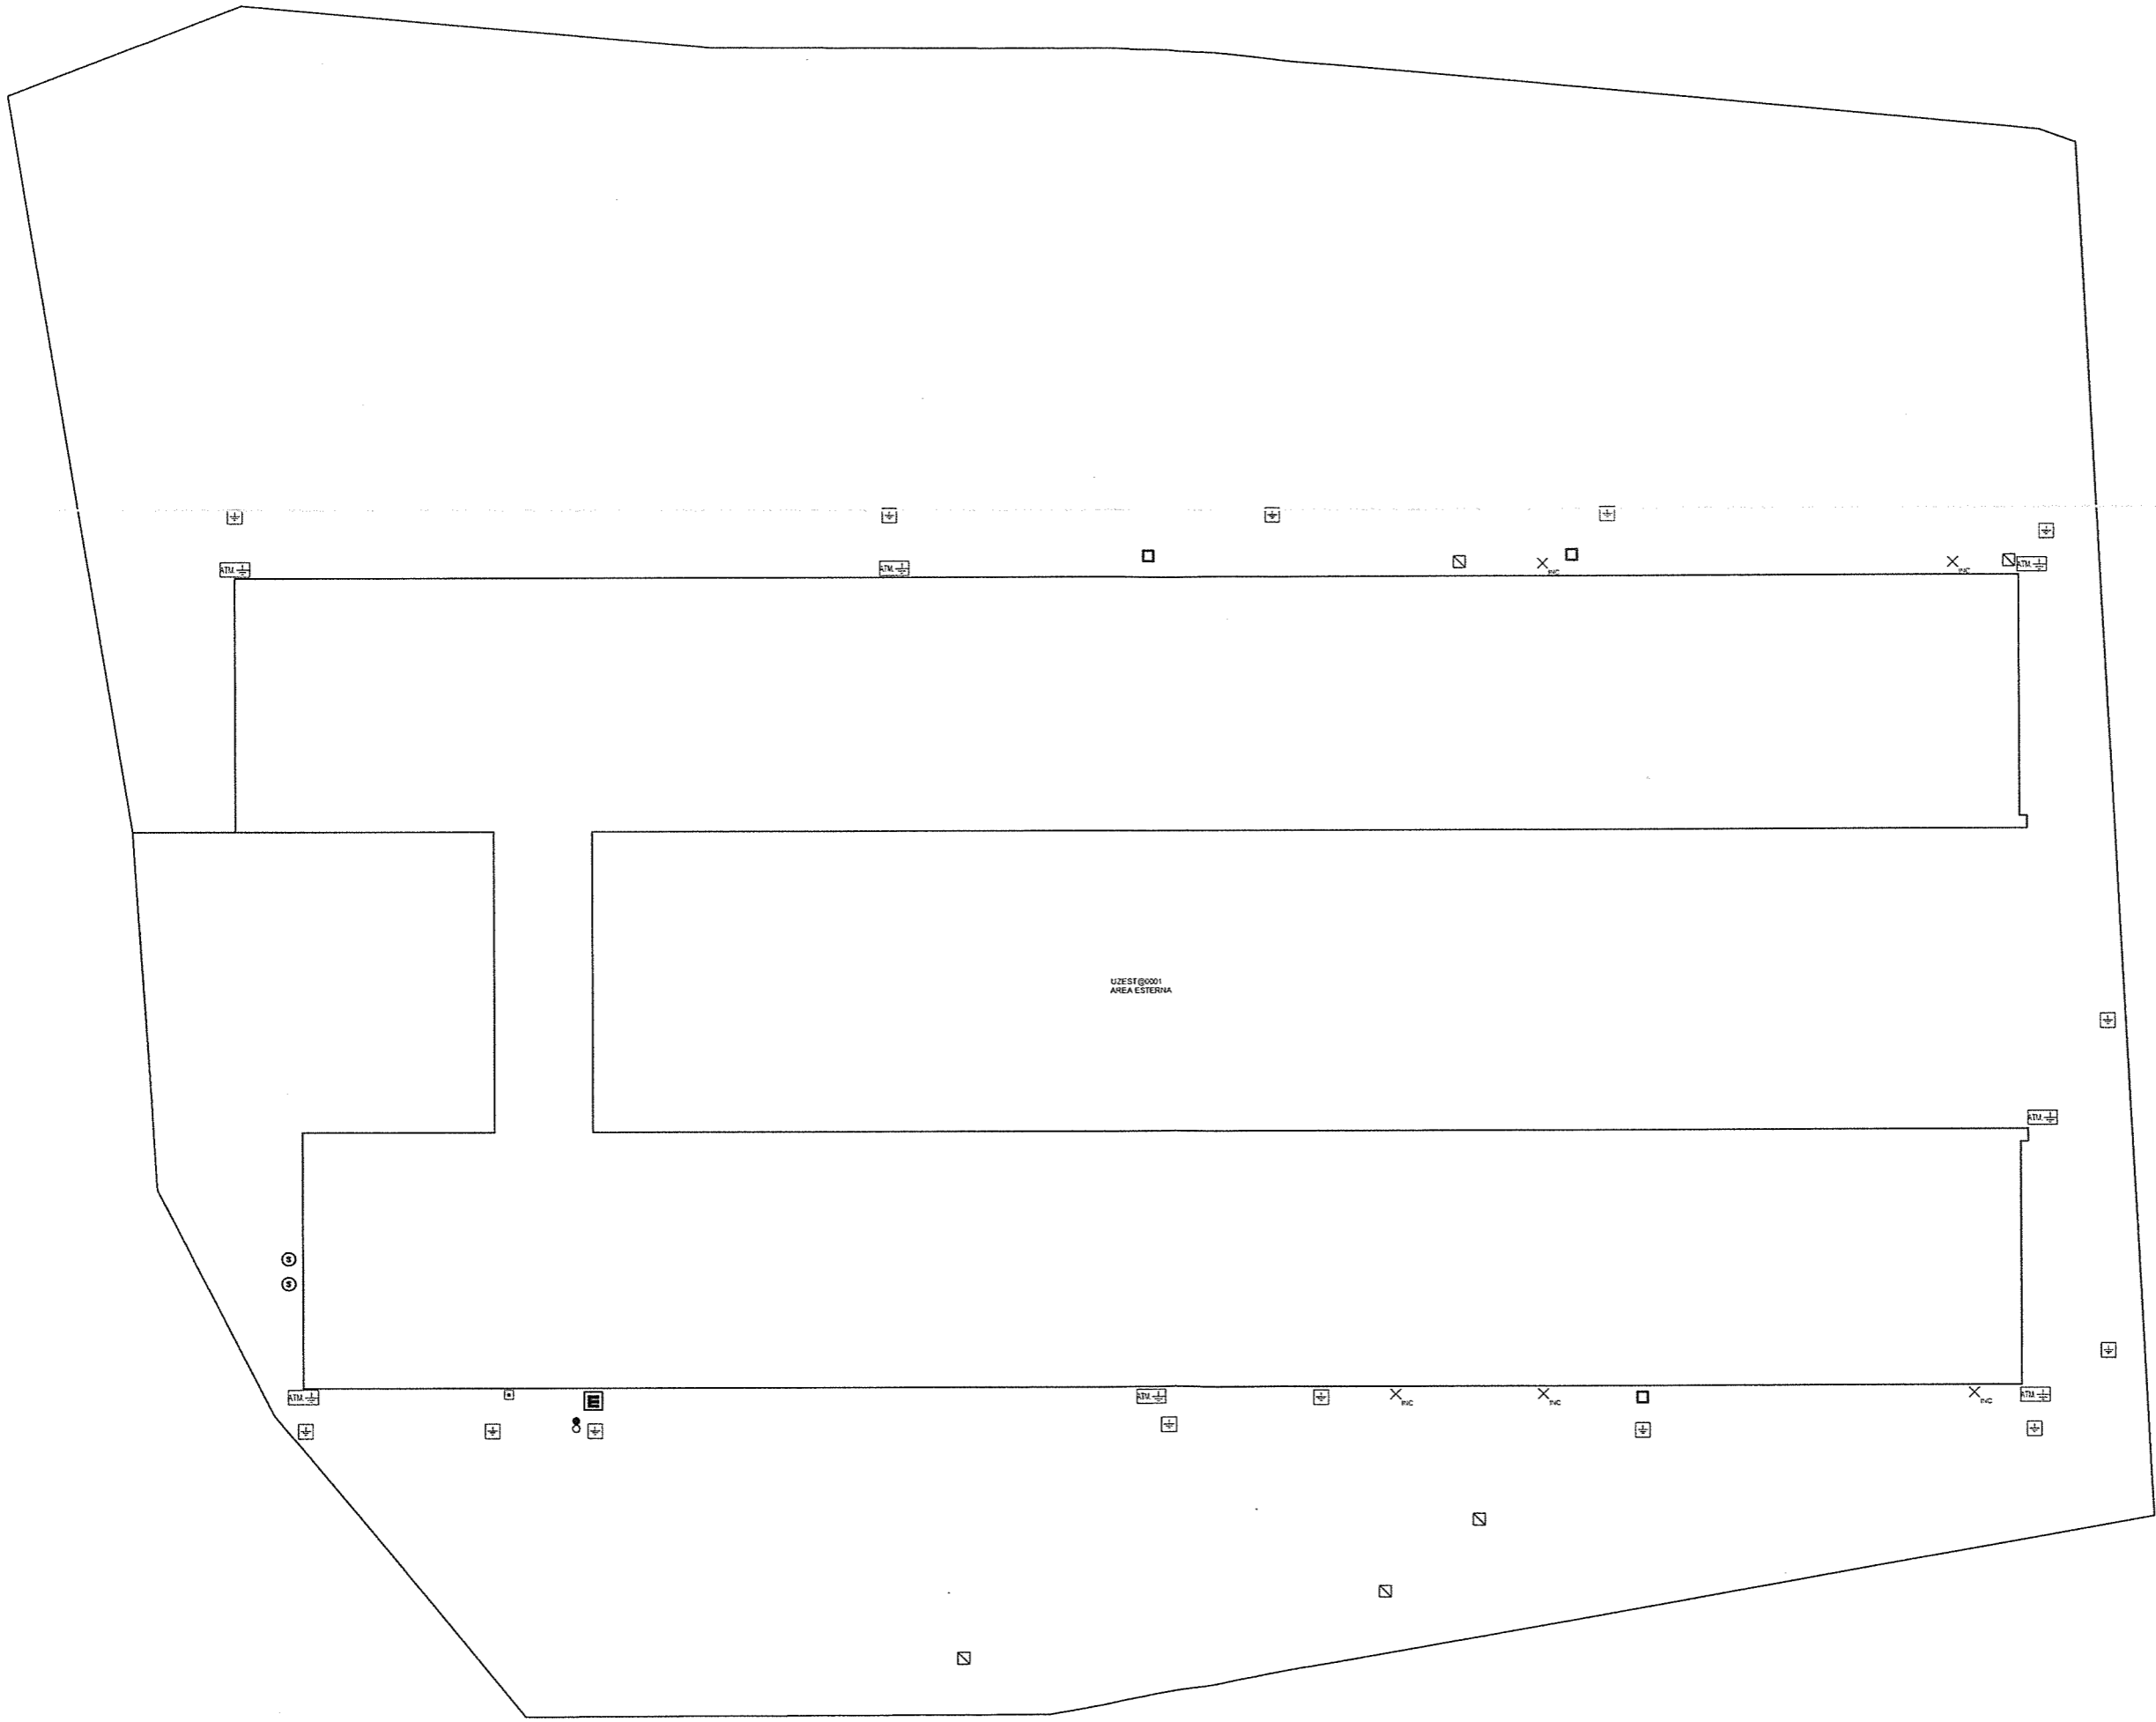 ATM.
ATM.
INC
INC
ATM.
UZEST@0001
AREA ESTERNA
ATM.
S
S
ATM.
ATM.
INC
INC
INC
ATM.